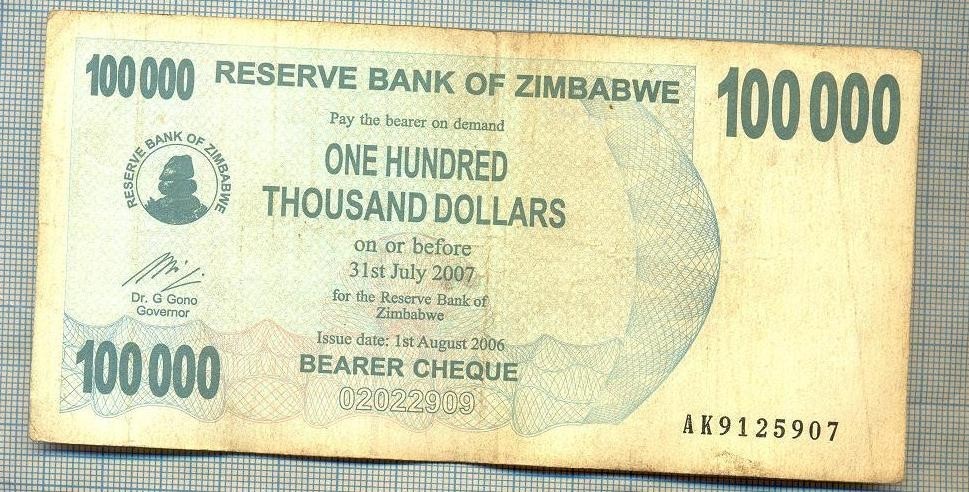 100 000 RESERVE BANK OF ZIMBABWE 100 000
Pay the bearer on demand
ONE HUNDRED
THOUSAND DOLLARS
RESERVE BANK OF ZIMBABWE
on or before
31st July 2007
for the Reserve Bank of
Zimbabwe
Dr. G Gono
Governor
Issue date: 1st August 2006
100 000
BEARER CHEQUE
02022909
AK9125907